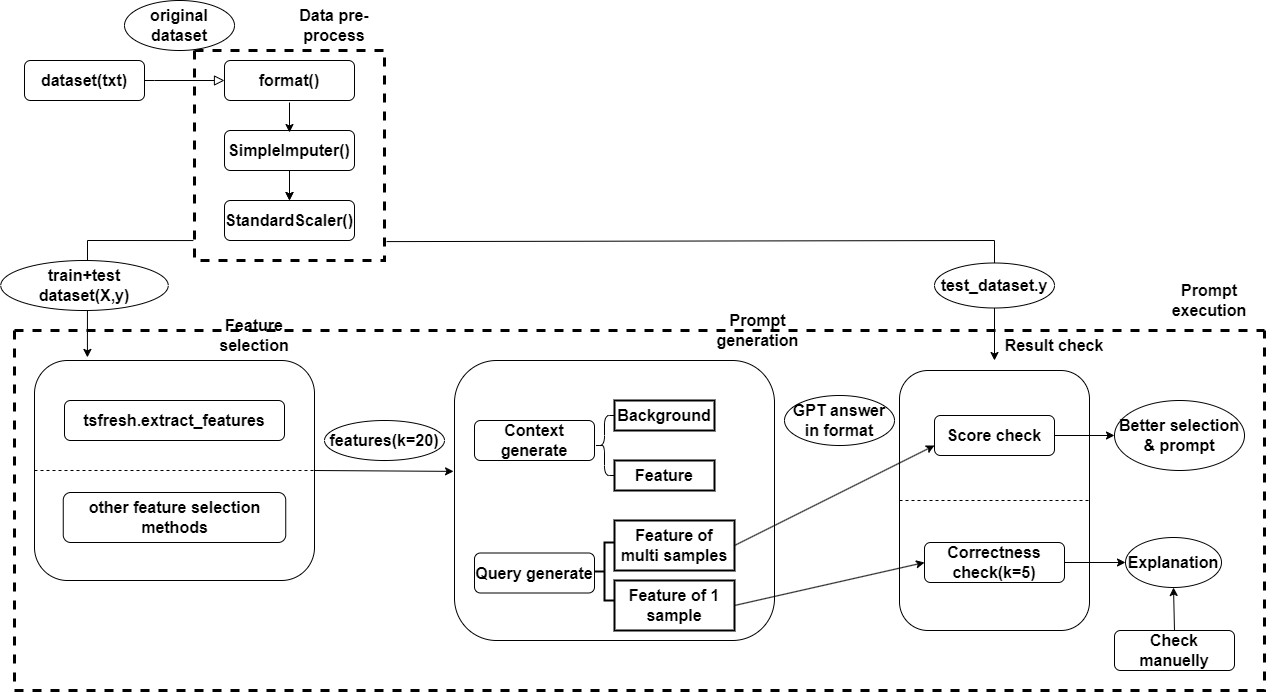 original
dataset
Data pre-
process
dataset(txt)
format()
SimpleImputer()
StandardScaler()
train+test
dataset(X,y)
test_dataset.y
Prompt
execution
Feature
selection
Prompt
generation
Result check
tsfresh.extract_features
other feature selection
methods
features(k=20)
Context
generate
Background
Feature
Query generate
Feature of
multi samples
Feature of 1
sample
GPT answer
in format
Score check
Correctness
check(k=5)
Better selection
& prompt
Explanation
Check
manuelly